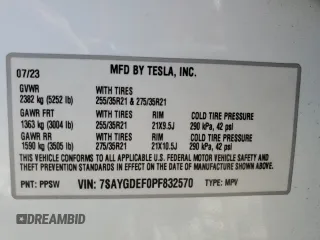 07/23 MFD BY TESLA, INC.
GVWR WITH TIRES
2382 kg (5252 lb) 255/35R21 & 275/35R21
GAWR FRT WITH TIRES RIM COLD TIRE PRESSURE
1363 kg (3004 lb) 255/35R21 21X9.5J 290 kPa, 42 psi
GAWR RR WITH TIRES RIM COLD TIRE PRESSURE
1590 kg (3505 lb) 275/35R21 21X10.5J 290 kPa, 42 psi
THIS VEHICLE CONFORMS TO ALL APPLICABLE FEDERAL MOTOR VEHICLE SAFETY
AND THEFT PREVENTION STANDARDS IN EFFECT ON THE DATE OF MANUFACTURE SHOWN ABOVE.
PNT: PPSW VIN: 7SAYGDEF0PF832570 TYPE: MPV
DREAMBID